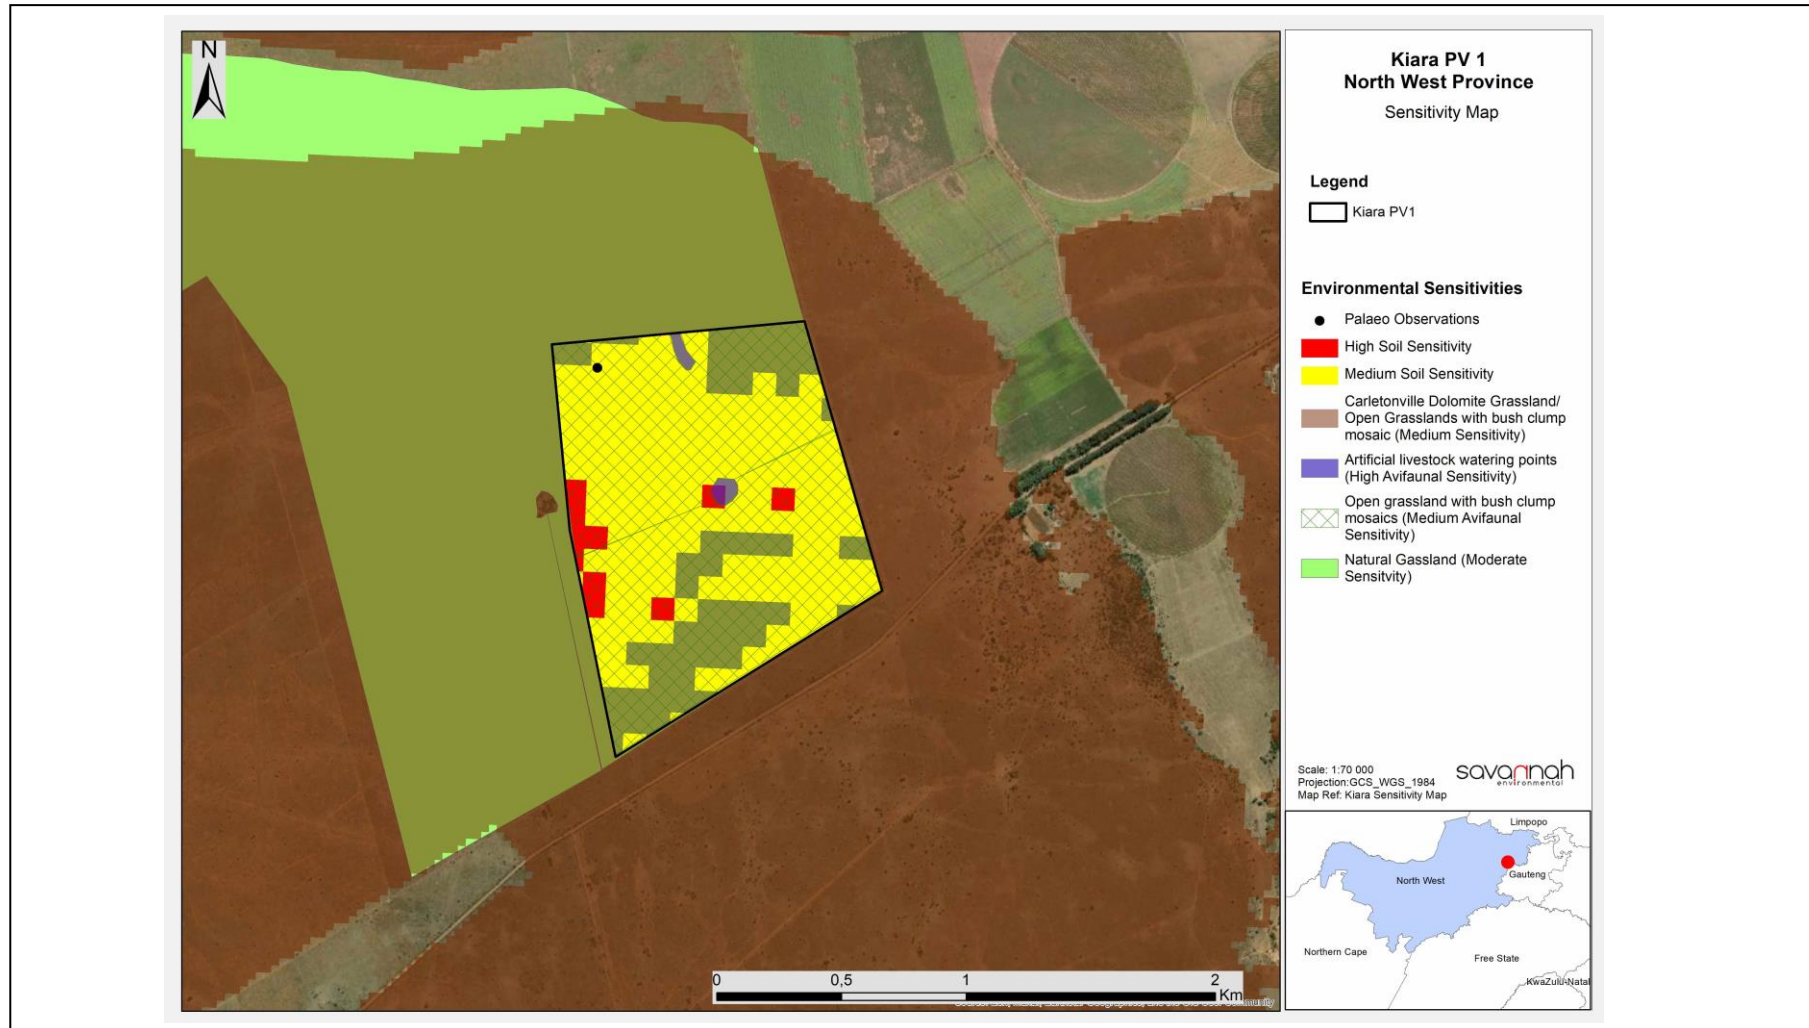 N
Kiara PV 1
North West Province
Sensitivity Map
Legend
Kiara PV1
Environmental Sensitivities
Palaeo Observations
High Soil Sensitivity
Medium Soil Sensitivity
Carletonville Dolomite Grassland/
Open Grasslands with bush clump
mosaic (Medium Sensitivity)
Artificial livestock watering points
(High Avifaunal Sensitivity)
Open grassland with bush clump
mosaics (Medium Avifaunal
Sensitivity)
Natural Gassland (Moderate
Sensitvity)
Scale: 1:70 000
Projection:GCS_WGS_1984
Map Ref: Kiara Sensitivity Map
savannah
environmental
Limpopo
North West
Gauteng
Northern Cape
Free State
KwaZulu-Natal
0 0,5 1 2
Km
Community